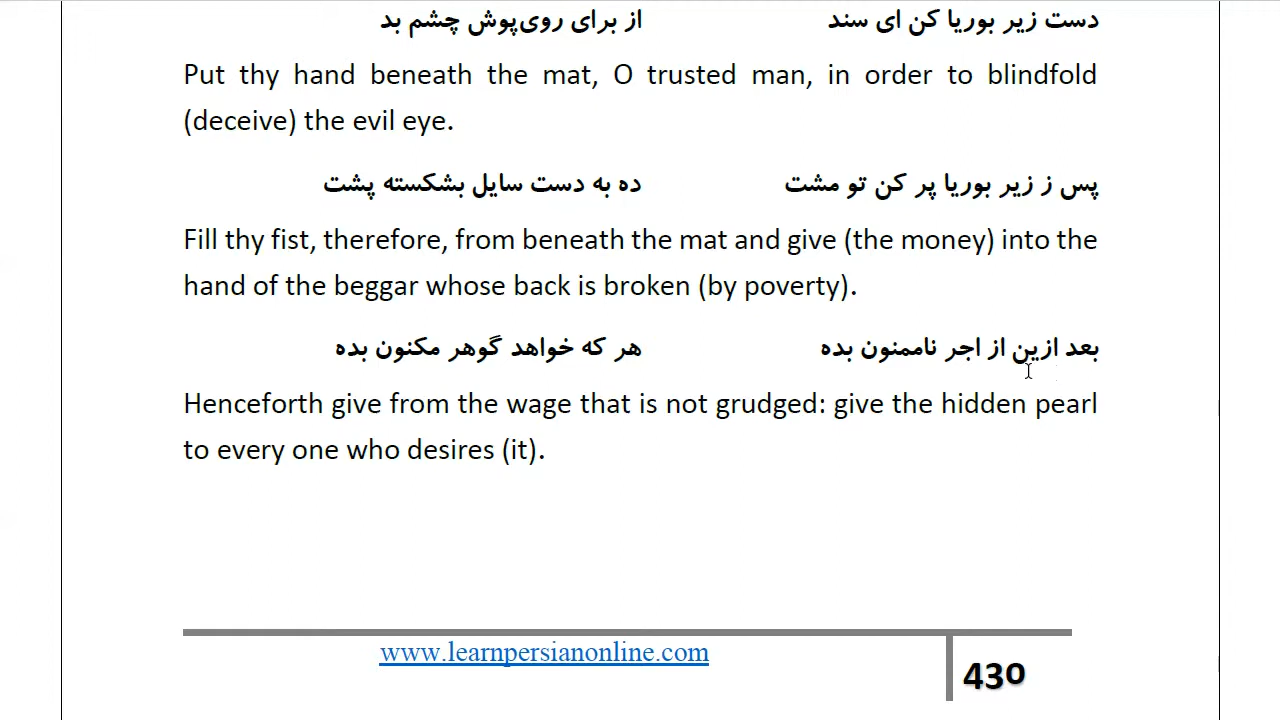 دست زیر بوریا کن ای سند از برای روی‌پوش چشم بد
Put thy hand beneath the mat, O trusted man, in order to blindfold
(deceive) the evil eye.
پس ز زیر بوریا پر کن تو مشت ده به دست سایل بشکسته پشت
Fill thy fist, therefore, from beneath the mat and give (the money) into the
hand of the beggar whose back is broken (by poverty).
بعد ازین از اجر ناممنون بده هر که خواهد گوهر مکنون بده
Henceforth give from the wage that is not grudged: give the hidden pearl
to every one who desires (it).
www.learnpersianonline.com
430